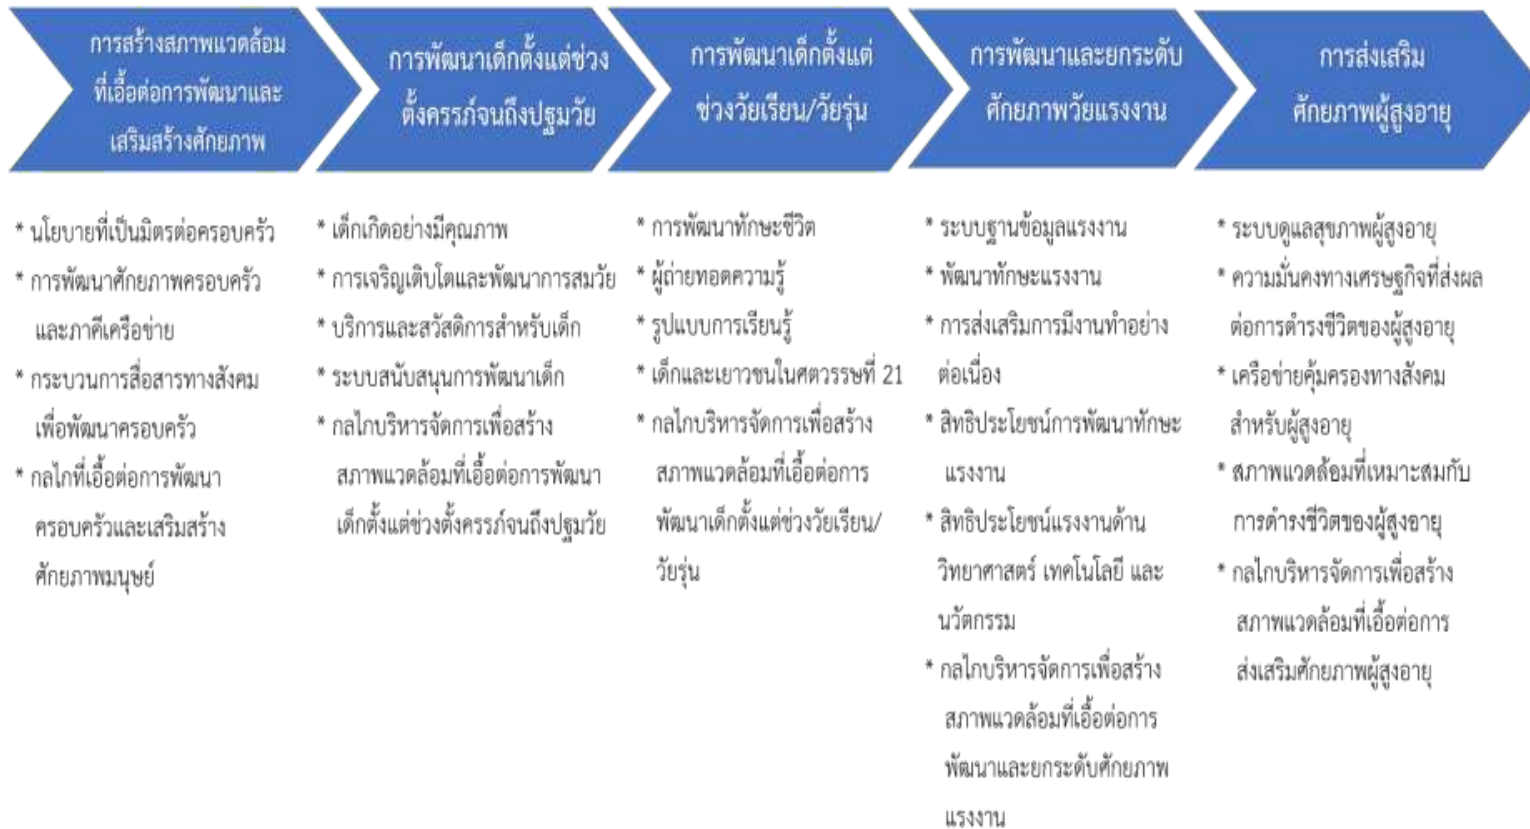 การสร้างสภาพแวดล้อม
ที่เอื้อต่อการพัฒนาและ
เสริมสร้างศักยภาพ
การพัฒนาเด็กตั้งแต่ช่วง
ตั้งครรภ์จนถึงปฐมวัย
การพัฒนาเด็กตั้งแต่
ช่วงวัยเรียน/วัยรุ่น
การพัฒนาและยกระดับ
ศักยภาพวัยแรงงาน
การส่งเสริม
ศักยภาพผู้สูงอายุ
* นโยบายที่เป็นมิตรต่อครอบครัว
* การพัฒนาศักยภาพครอบครัว
และภาคีเครือข่าย
* กระบวนการสื่อสารทางสังคม
เพื่อพัฒนาครอบครัว
* กลไกที่เอื้อต่อการพัฒนา
ครอบครัวและเสริมสร้าง
ศักยภาพมนุษย์
* เด็กเกิดอย่างมีคุณภาพ
* การเจริญเติบโตและพัฒนาการสมวัย
* บริการและสวัสดิการสำหรับเด็ก
* ระบบสนับสนุนการพัฒนาเด็ก
* กลไกบริหารจัดการเพื่อสร้าง
สภาพแวดล้อมที่เอื้อต่อการพัฒนา
เด็กตั้งแต่ช่วงตั้งครรภ์จนถึงปฐมวัย
* การพัฒนาทักษะชีวิต
* ผู้ถ่ายทอดความรู้
* รูปแบบการเรียนรู้
* เด็กและเยาวชนในศตวรรษที่ 21
* กลไกบริหารจัดการเพื่อสร้าง
สภาพแวดล้อมที่เอื้อต่อการ
พัฒนาเด็กตั้งแต่ช่วงวัยเรียน/
วัยรุ่น
* ระบบฐานข้อมูลแรงงาน
* พัฒนาทักษะแรงงาน
* การส่งเสริมการมีงานทำอย่าง
ต่อเนื่อง
* สิทธิประโยชน์การพัฒนาทักษะ
แรงงาน
* สิทธิประโยชน์แรงงานด้าน
วิทยาศาสตร์ เทคโนโลยี และ
นวัตกรรม
* กลไกบริหารจัดการเพื่อสร้าง
สภาพแวดล้อมที่เอื้อต่อการ
พัฒนาและยกระดับศักยภาพ
แรงงาน
* ระบบดูแลสุขภาพผู้สูงอายุ
* ความมั่นคงทางเศรษฐกิจที่ส่งผล
ต่อการดำรงชีวิตของผู้สูงอายุ
* เครือข่ายคุ้มครองทางสังคม
สำหรับผู้สูงอายุ
* สภาพแวดล้อมที่เหมาะสมกับ
การดำรงชีวิตของผู้สูงอายุ
* กลไกบริหารจัดการเพื่อสร้าง
สภาพแวดล้อมที่เอื้อต่อการ
ส่งเสริมศักยภาพผู้สูงอายุ